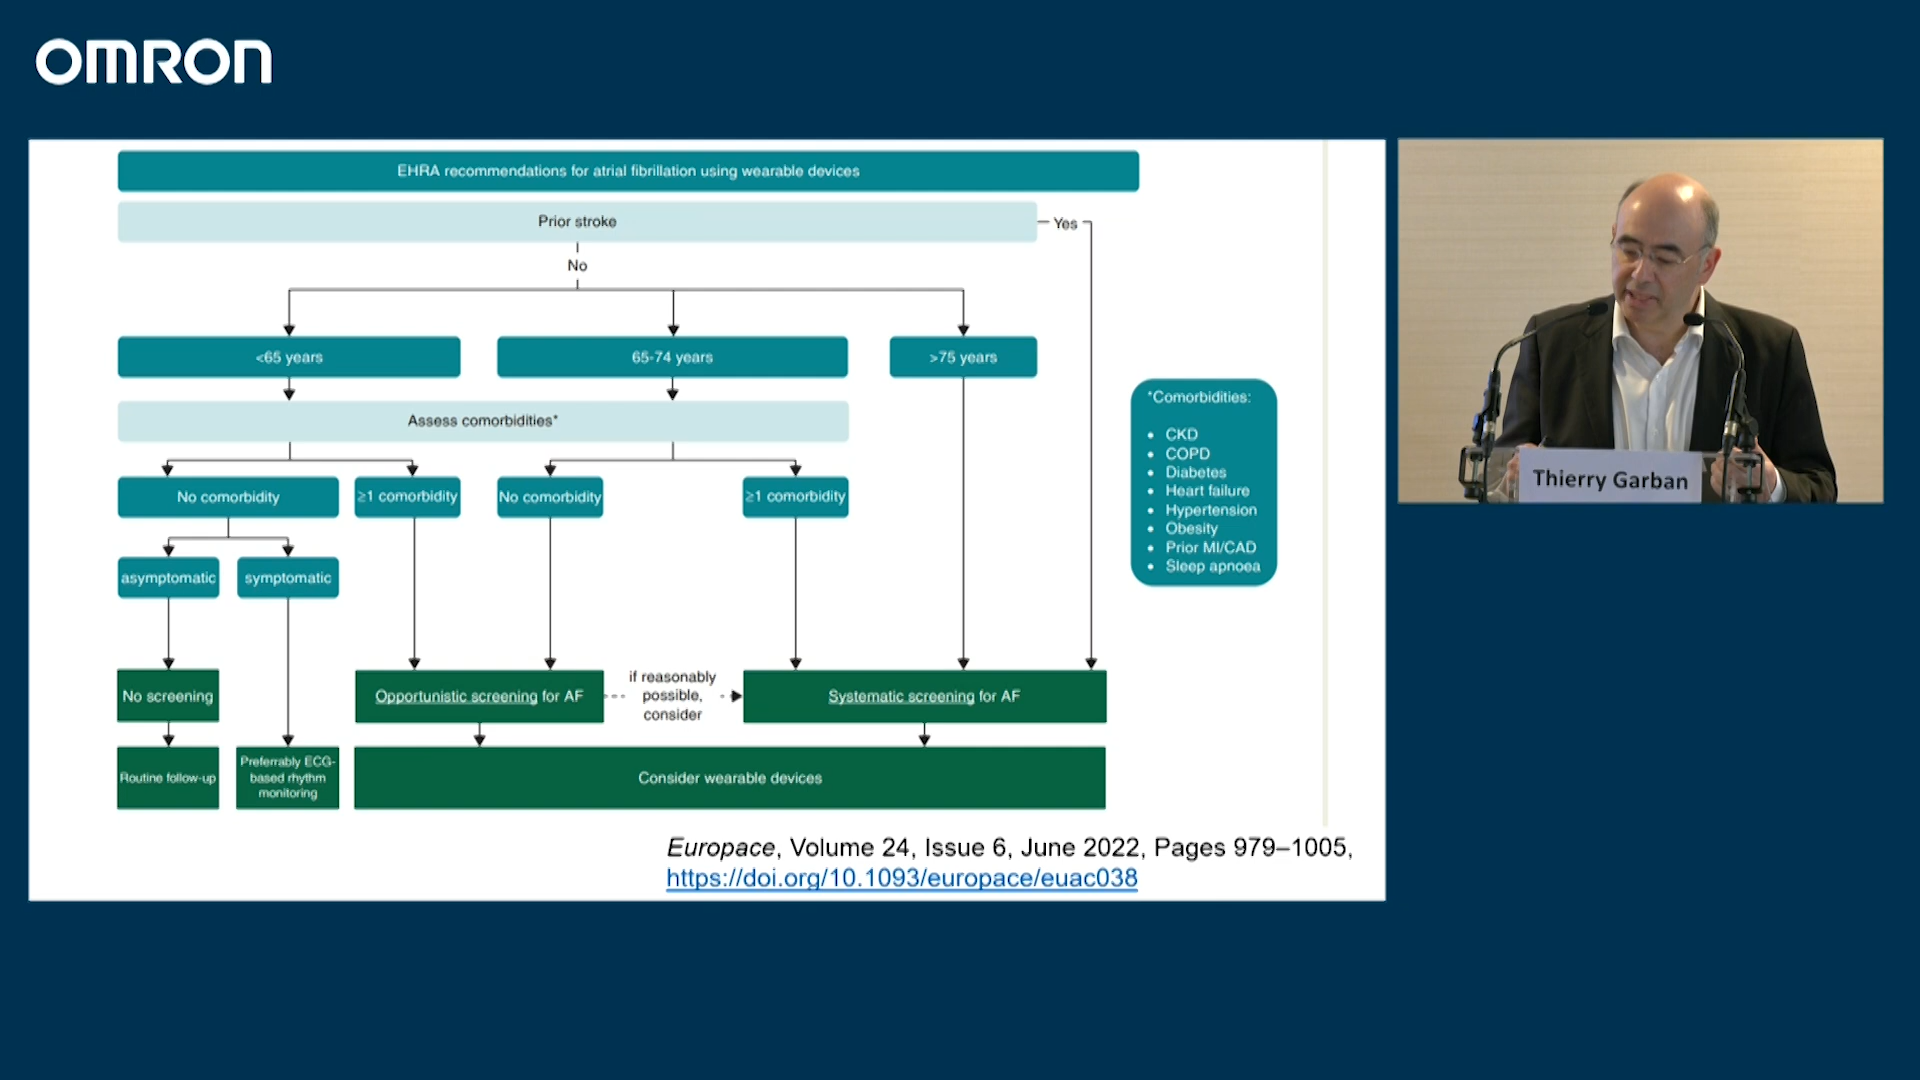 OMRON
EHRA recommendations for atrial fibrillation using wearable devices
Prior stroke
Yes
No
<65 years
65-74 years
>75 years
Assess comorbidities*
No comorbidity
≥1 comorbidity
No comorbidity
≥1 comorbidity
asymptomatic
symptomatic
*Comorbidities:
• CKD
• COPD
• Diabetes
• Heart failure
• Hypertension
• Obesity
• Prior MI/CAD
• Sleep apnoea
No screening
Opportunistic screening for AF
if reasonably
possible,
consider
Systematic screening for AF
Routine follow-up
Preferrably ECG-
based rhythm
monitoring
Consider wearable devices
Europace, Volume 24, Issue 6, June 2022, Pages 979–1005,
https://doi.org/10.1093/europace/euac038
Thierry Garban